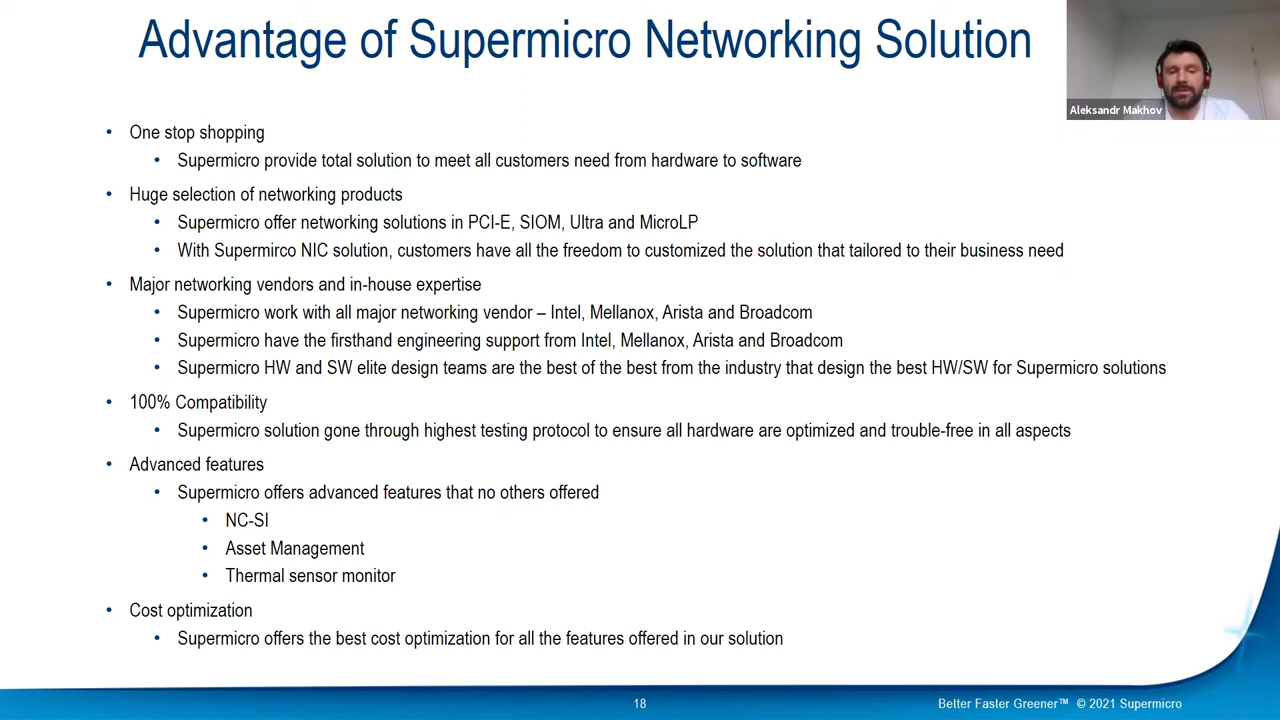 Advantage of Supermicro Networking Solution
Aleksandr Makhov
• One stop shopping
• Supermicro provide total solution to meet all customers need from hardware to software
• Huge selection of networking products
• Supermicro offer networking solutions in PCI-E, SIOM, Ultra and MicroLP
• With Supermirco NIC solution, customers have all the freedom to customized the solution that tailored to their business need
• Major networking vendors and in-house expertise
• Supermicro work with all major networking vendor – Intel, Mellanox, Arista and Broadcom
• Supermicro have the firsthand engineering support from Intel, Mellanox, Arista and Broadcom
• Supermicro HW and SW elite design teams are the best of the best from the industry that design the best HW/SW for Supermicro solutions
• 100% Compatibility
• Supermicro solution gone through highest testing protocol to ensure all hardware are optimized and trouble-free in all aspects
• Advanced features
• Supermicro offers advanced features that no others offered
• NC-SI
• Asset Management
• Thermal sensor monitor
• Cost optimization
• Supermicro offers the best cost optimization for all the features offered in our solution
18
Better Faster Greener™ © 2021 Supermicro